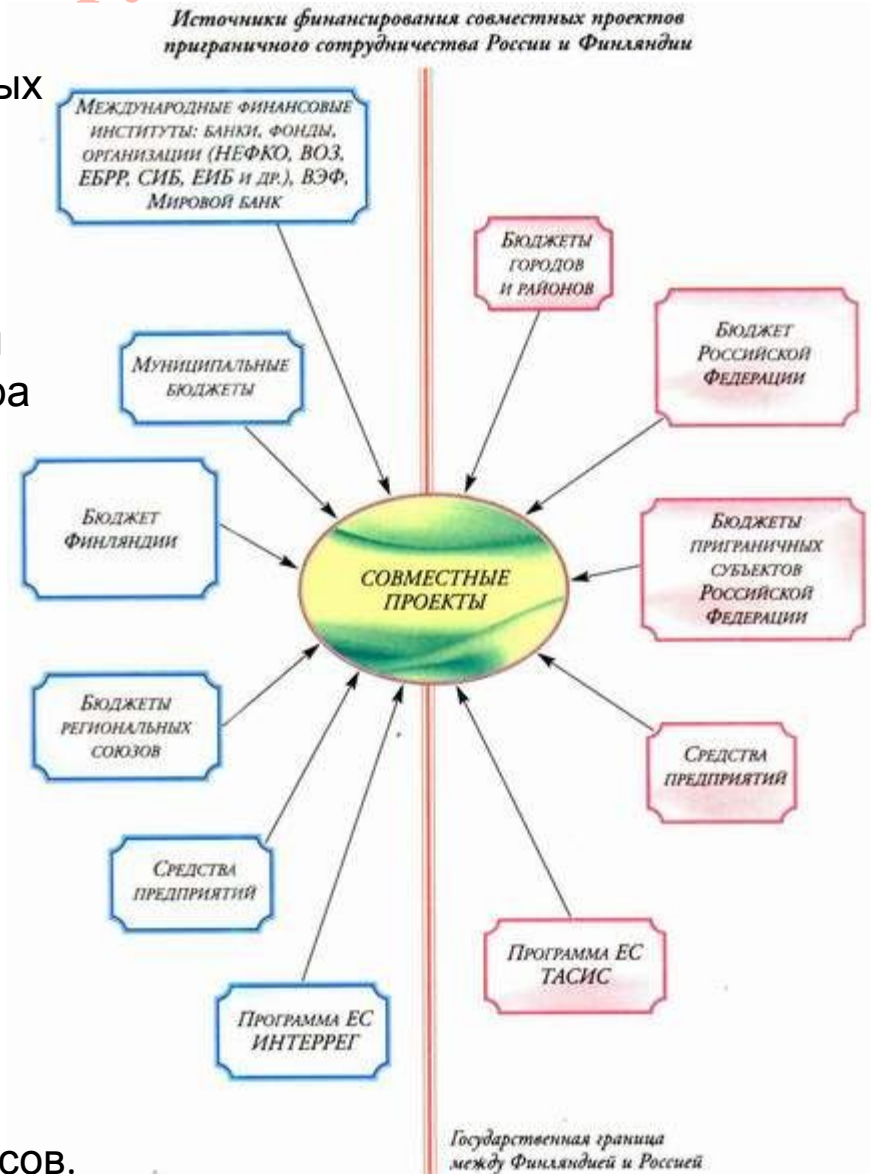 Источники финансирования совместных проектов
приграничного сотрудничества России и Финляндии
ых
Международные финансовые
институты: банки, фонды,
организации (НЕФКО, ВОЗ,
ЕБРР, СИБ, ЕИБ и др.), ВЭФ,
Мировой банк
Бюджеты
городов
и районов
Бюджет
Российской
Федерации
Муниципальные
бюджеты
ра
Бюджет
Финляндии
Бюджеты
приграничных
субъектов
Российской
Федерации
СОВМЕСТНЫЕ
ПРОЕКТЫ
Бюджеты
региональных
союзов
Средства
предприятий
Средства
предприятий
Программа ЕС
ТАСИС
Программа ЕС
ИНТЕРРЕГ
Государственная граница
между Финляндией и Россией
сов.